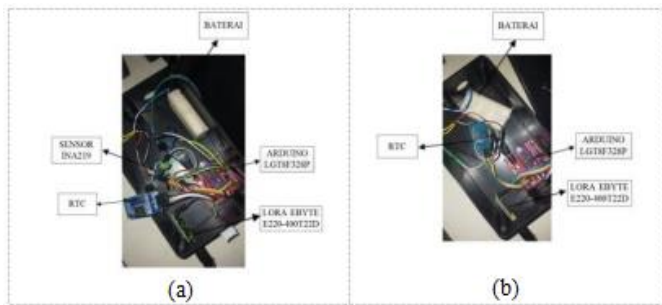 BATERAI
SENSOR
INA219
ARDUINO
LGT8F328P
RTC
LORA EBYTE
E220-400T22D
(a)
BATERAI
RTC
ARDUINO
LGT8F328P
LORA EBYTE
E220-400T22D
(b)